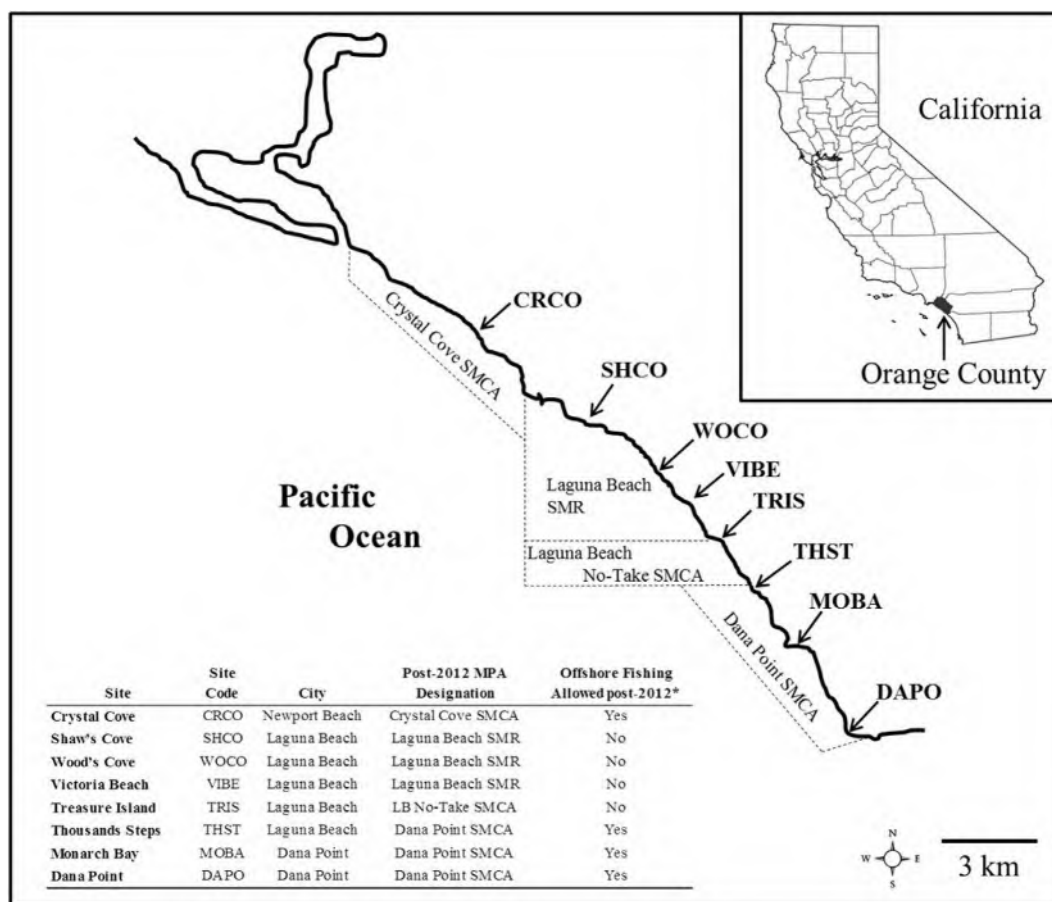 California
Orange County
CRCO
Crystal Cove SMCA
SHCO
WOCO
VIBE
Laguna Beach
SMR
TRIS
Pacific
Ocean
Laguna Beach
No-Take SMCA
THST
MOBA
Dana Point SMCA
DAPO
Site Post-2012 MPA Offshore Fishing
Site Code City Designation Allowed post-2012*
Crystal Cove CRCO Newport Beach Crystal Cove SMCA Yes
Shaw's Cove SHCO Laguna Beach Laguna Beach SMR No
Wood's Cove WOCO Laguna Beach Laguna Beach SMR No
Victoria Beach VIBE Laguna Beach Laguna Beach SMR No
Treasure Island TRIS Laguna Beach LB No-Take SMCA No
Thousands Steps THST Laguna Beach Dana Point SMCA Yes
Monarch Bay MOBA Dana Point Dana Point SMCA Yes
Dana Point DAPO Dana Point Dana Point SMCA Yes
N
W E
S
3 km